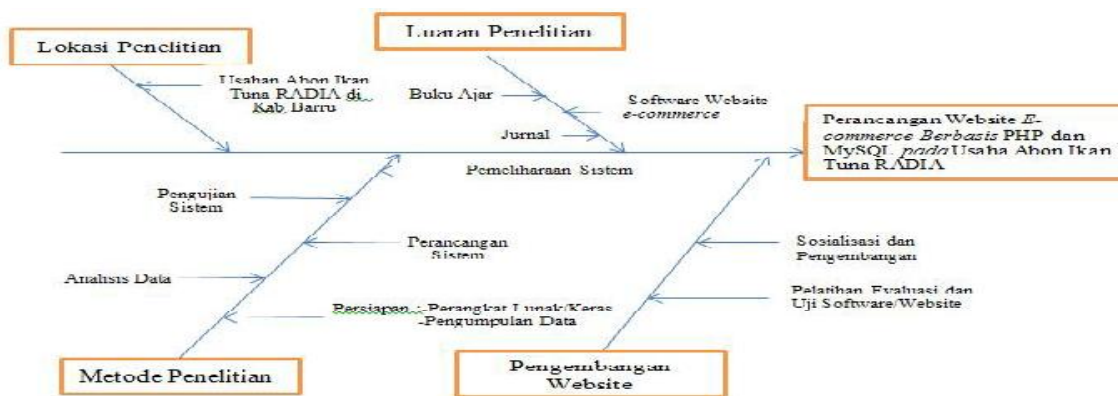 Lokasi Penelitian
Luaran Penelitian
Usahan Abon Ikan
Tuna RADIA di
Kab Barru
Buku Ajar
Software Website
e-commerce
Jurnal
Perancangan Website E-
commerce Berbasis PHP dan
MySQL pada Usaha Abon Ikan
Tuna RADIA
Pemeliharaan Sistem
Pengujian
Sistem
Perancangan
Sistem
Analisis Data
Persiapan : -Perangkat Lunak/Keras
-Pengumpulan Data
Sosialisasi dan
Pengembangan
Pelatihan Evaluasi dan
Uji Software/Website
Metode Penelitian
Pengembangan
Website